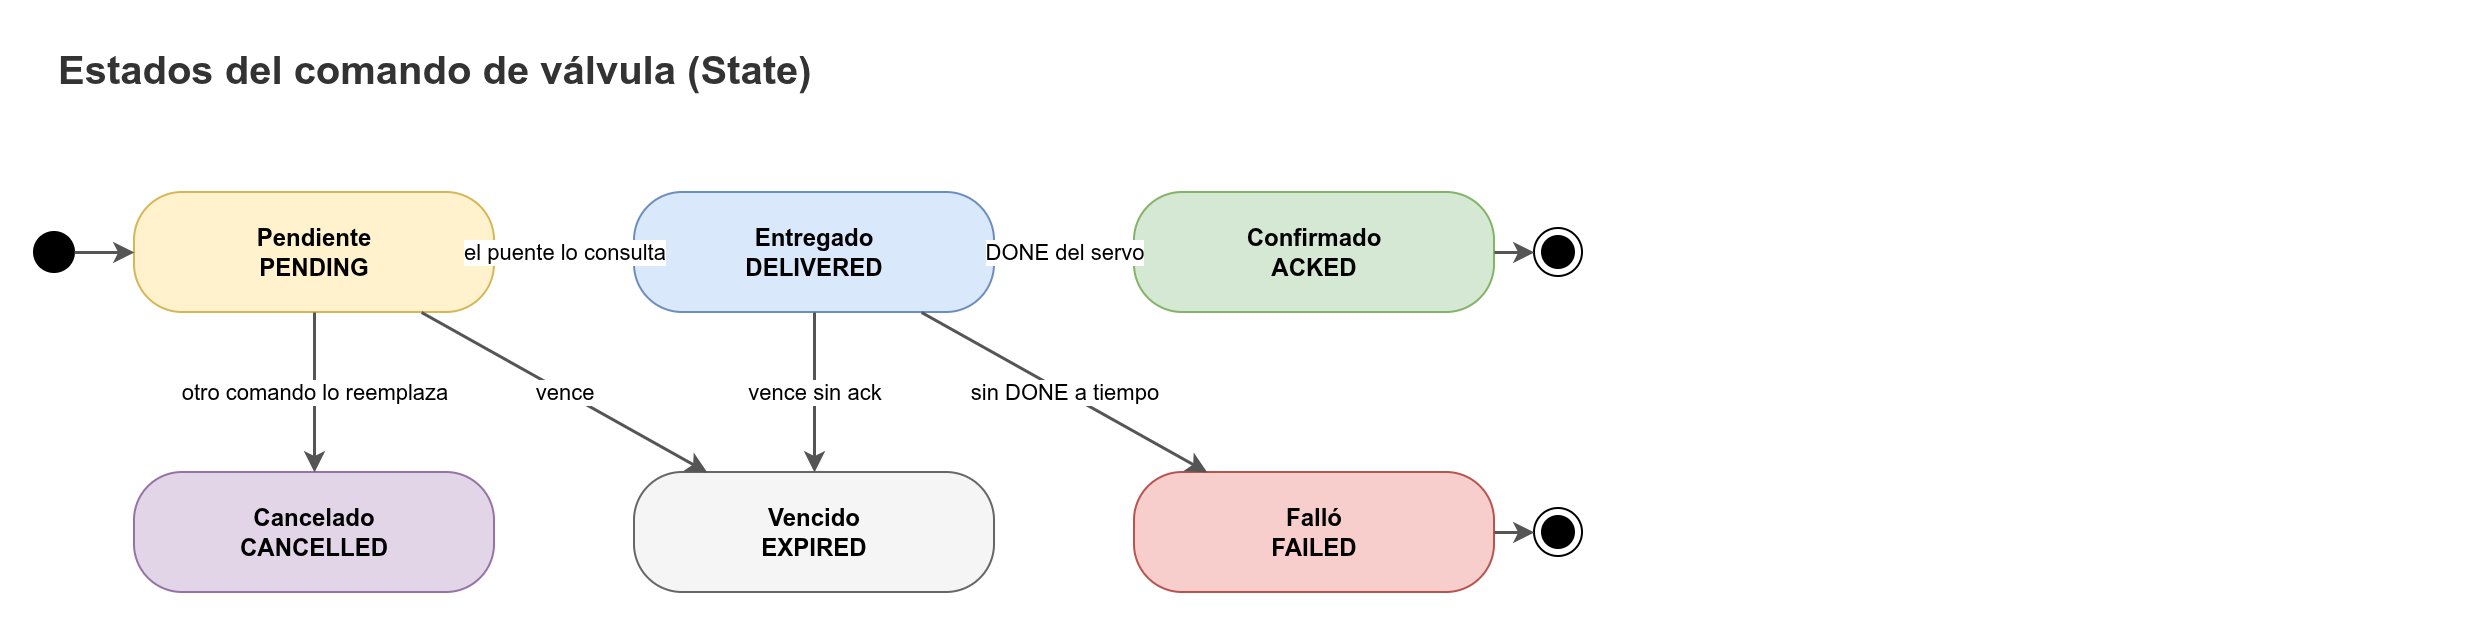 Estados del comando de válvula (State)
Pendiente
PENDING
el puente lo consulta
Entregado
DELIVERED
DONE del servo
Confirmado
ACKED
otro comando lo reemplaza
vence
vence sin ack
sin DONE a tiempo
Cancelado
CANCELLED
Vencido
EXPIRED
Falló
FAILED